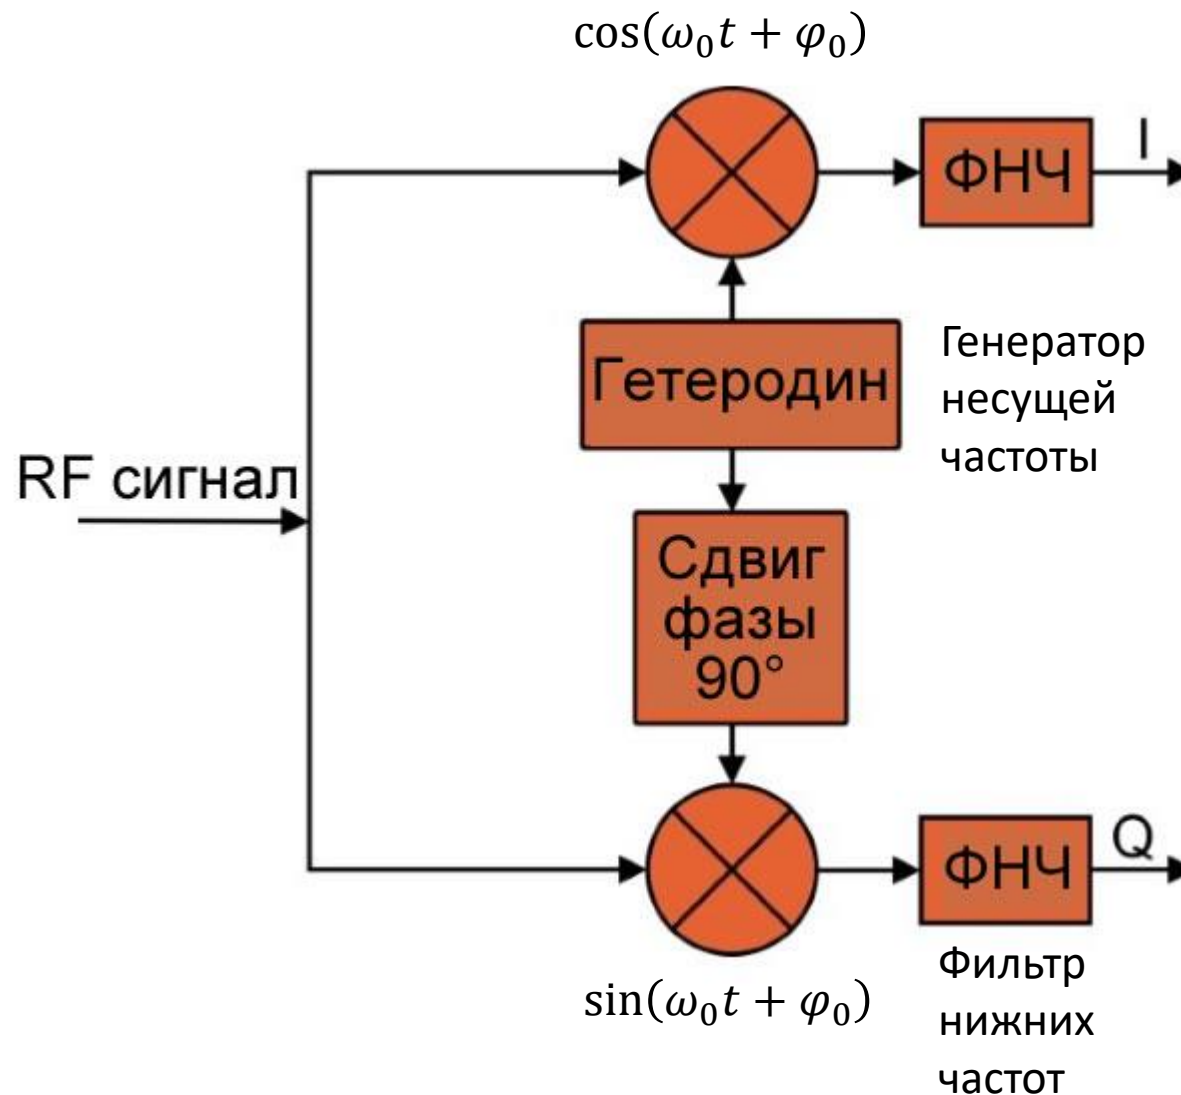 cos(ω₀t + φ₀)
ФНЧ
I
Гетеродин
Генератор
несущей
частоты
RF сигнал
Сдвиг
фазы
90°
ФНЧ
Q
sin(ω₀t + φ₀)
Фильтр
нижних
частот